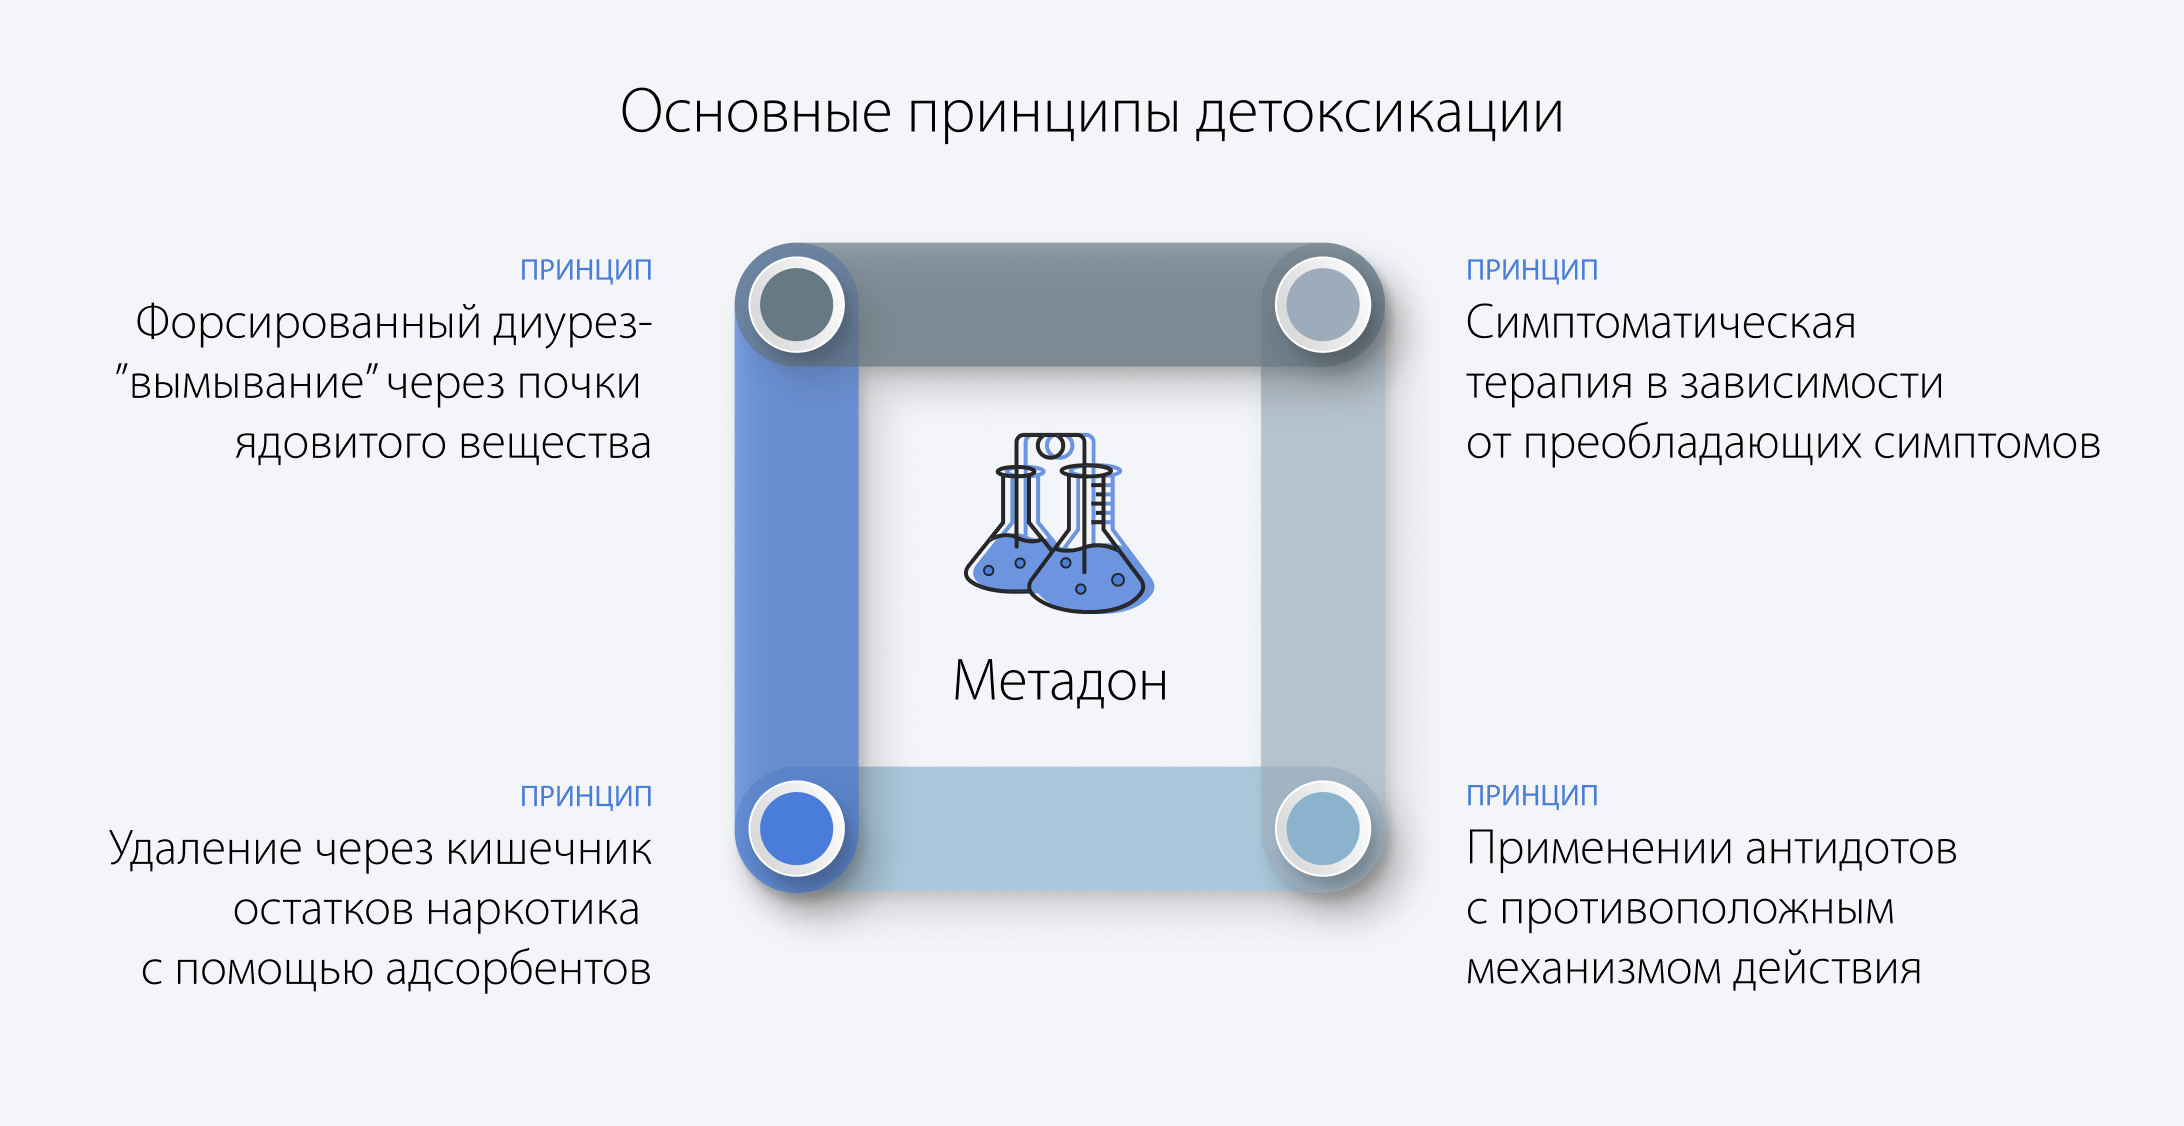 Основные принципы детоксикации
ПРИНЦИП
Форсированный диурез-
"вымывание" через почки
ядовитого вещества
ПРИНЦИП
Симптоматическая
терапия в зависимости
от преобладающих симптомов
Метадон
ПРИНЦИП
Удаление через кишечник
остатков наркотика
с помощью адсорбентов
ПРИНЦИП
Применении антидотов
с противоположным
механизмом действия